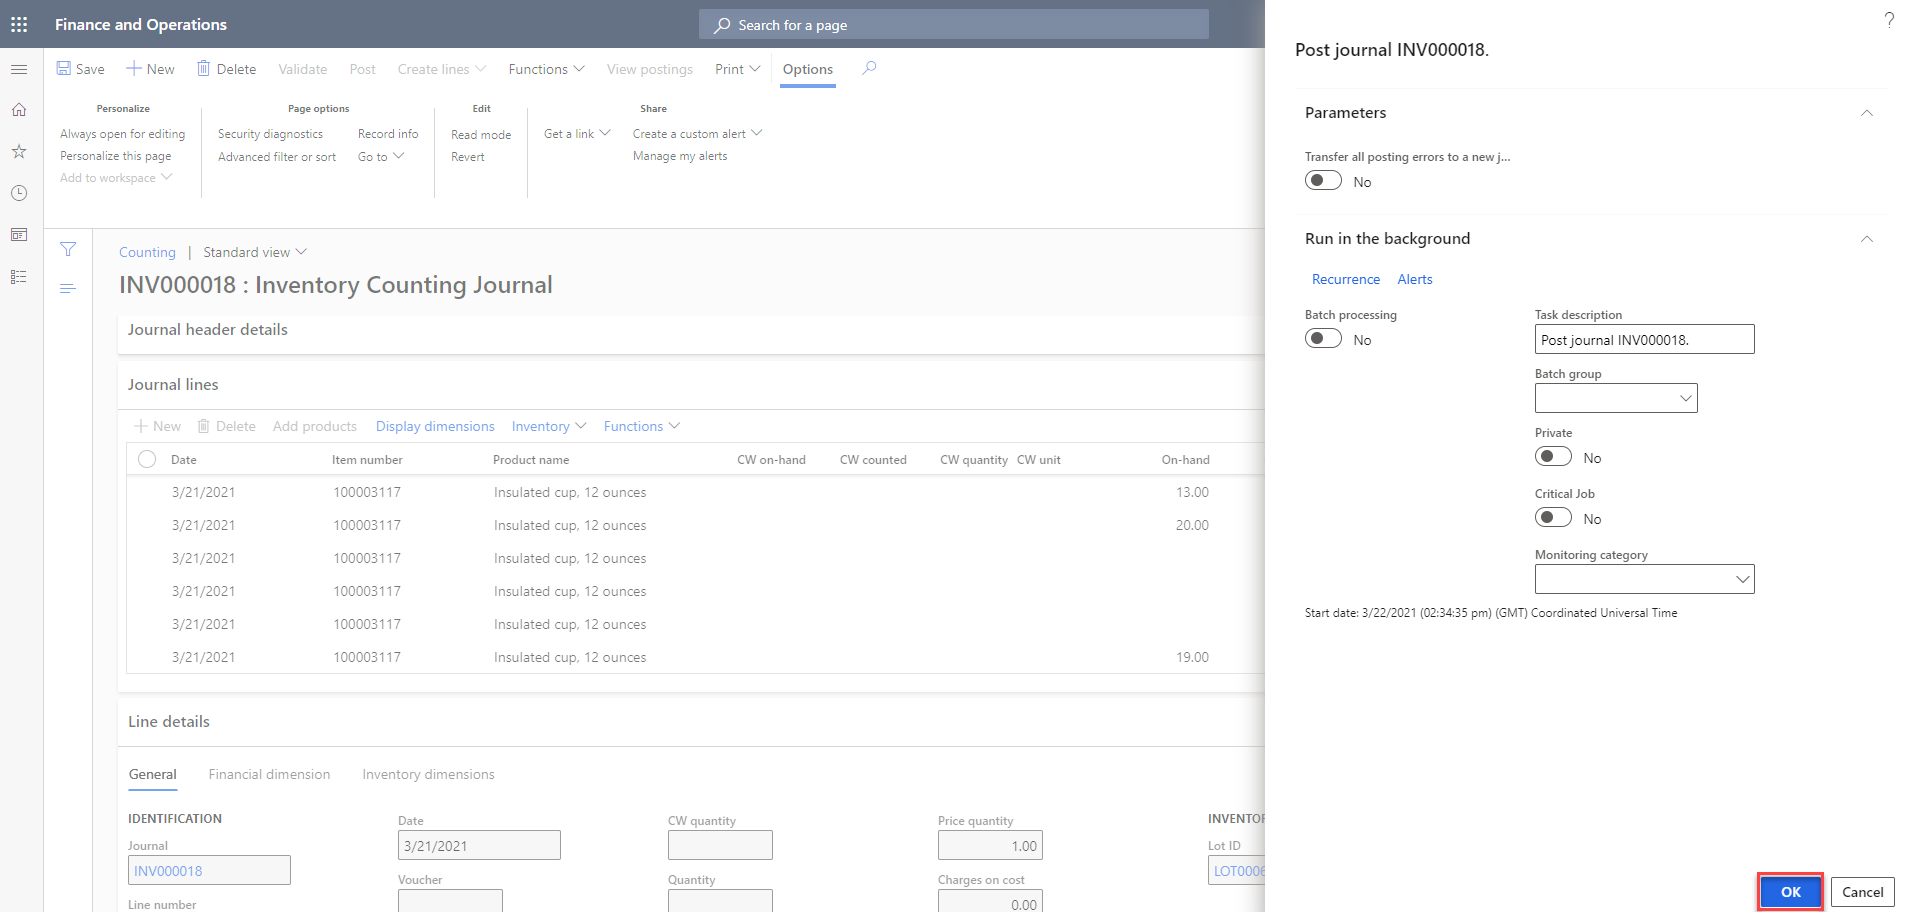 Finance and Operations
Search for a page
?
Save
New
Delete
Validate
Post
Create lines
Functions
View postings
Print
Options
Personalize
Always open for editing
Personalize this page
Add to workspace
Page options
Security diagnostics
Advanced filter or sort
Record info
Go to
Edit
Read mode
Revert
Share
Get a link
Create a custom alert
Manage my alerts
Counting | Standard view
INV000018 : Inventory Counting Journal
Journal header details
Journal lines
New Delete Add products Display dimensions Inventory Functions
Date Item number Product name CW on-hand CW counted CW quantity CW unit On-hand
3/21/2021 100003117 Insulated cup, 12 ounces 13.00
3/21/2021 100003117 Insulated cup, 12 ounces 20.00
3/21/2021 100003117 Insulated cup, 12 ounces
3/21/2021 100003117 Insulated cup, 12 ounces
3/21/2021 100003117 Insulated cup, 12 ounces
3/21/2021 100003117 Insulated cup, 12 ounces 19.00
Line details
General Financial dimension Inventory dimensions
IDENTIFICATION
Journal
INV000018
Line number
Date
3/21/2021
Voucher
CW quantity
Quantity
Price quantity
1.00
Charges on cost
0.00
INVENTOR
Lot ID
LOT0006
Post journal INV000018.
Parameters
Transfer all posting errors to a new j...
No
Run in the background
Recurrence Alerts
Batch processing
No
Task description
Post journal INV000018.
Batch group
Private
No
Critical Job
No
Monitoring category
Start date: 3/22/2021 (02:34:35 pm) (GMT) Coordinated Universal Time
OK
Cancel